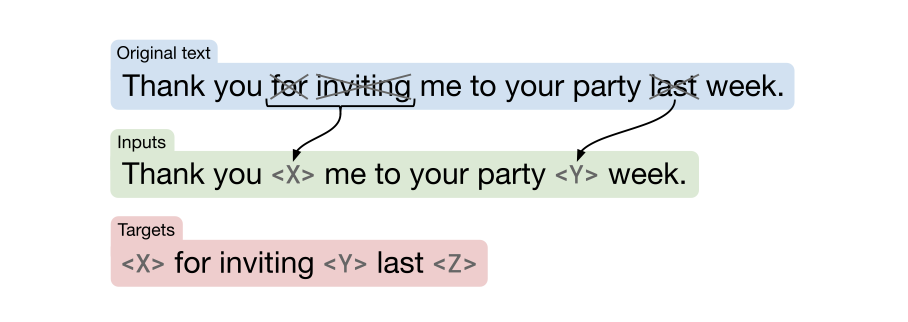 Original text
Thank you for inviting me to your party last week.
Inputs
Thank you <X> me to your party <Y> week.
Targets
<X> for inviting <Y> last <Z>